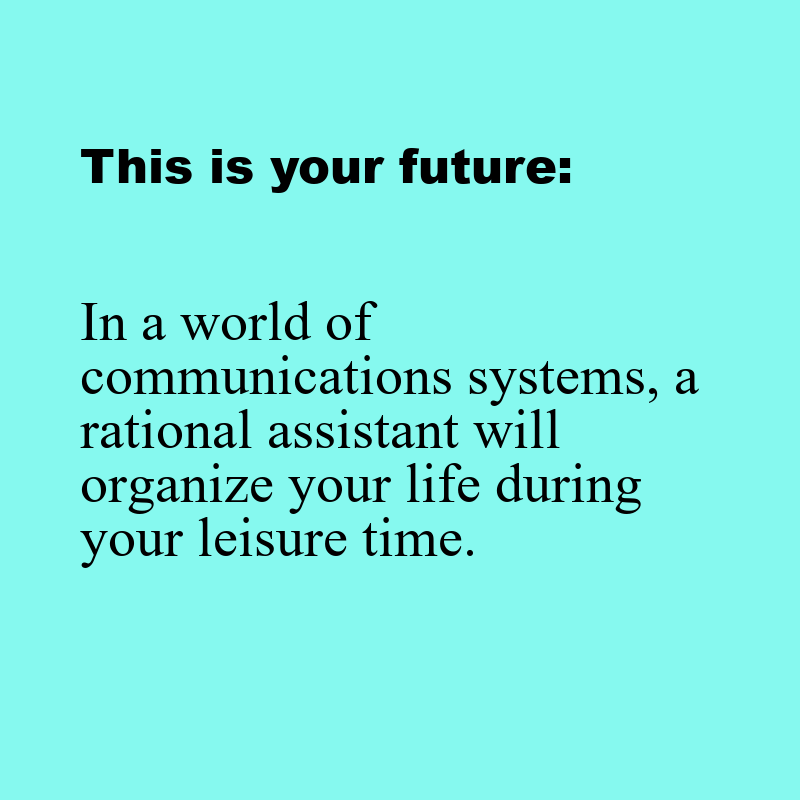 This is your future:
In a world of
communications systems, a
rational assistant will
organize your life during
your leisure time.